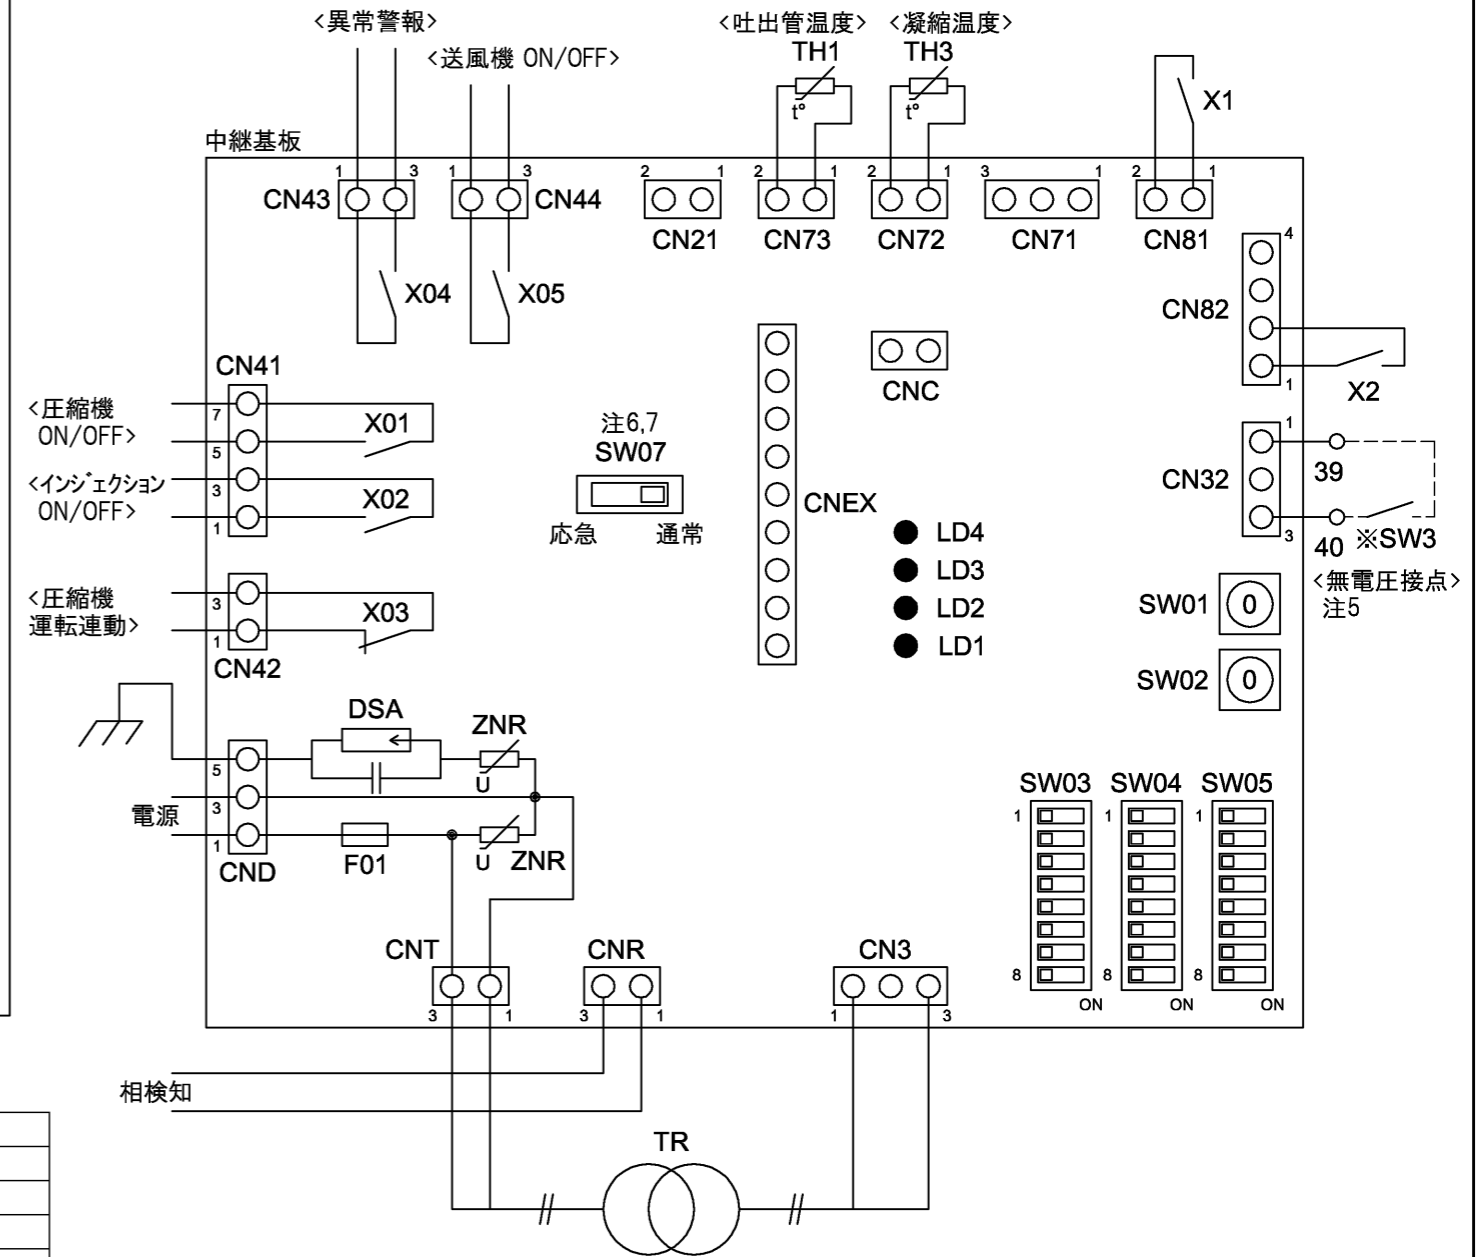 <異常警報>
<送風機 ON/OFF>
<吐出管温度> <凝縮温度>
TH1 TH3
t° t°
X1
中継基板
1 3 1 3 2 1 2 1 2 1 3 1 2 1
CN43 CN44
CN21 CN73 CN72 CN71 CN81
X04 X05
4
CN82
1
X2
CN41
<圧縮機
ON/OFF>
7
5
X01
<インジェクション
ON/OFF>
3
1
X02
注6,7
SW07
応急 通常
CNEX
CNC
LD4
LD3
LD2
LD1
1
CN32
3
39
40 ※SW3
<無電圧接点>
注5
<圧縮機
運転連動>
3
1
X03
CN42
SW01 0
SW02 0
DSA
ZNR
U
5
電源
3
1
CND
F01
U ZNR
SW03 SW04 SW05
1 1 1
8 8 8
ON ON ON
CNT CNR CN3
3 1 3 1 1 3
相検知
TR